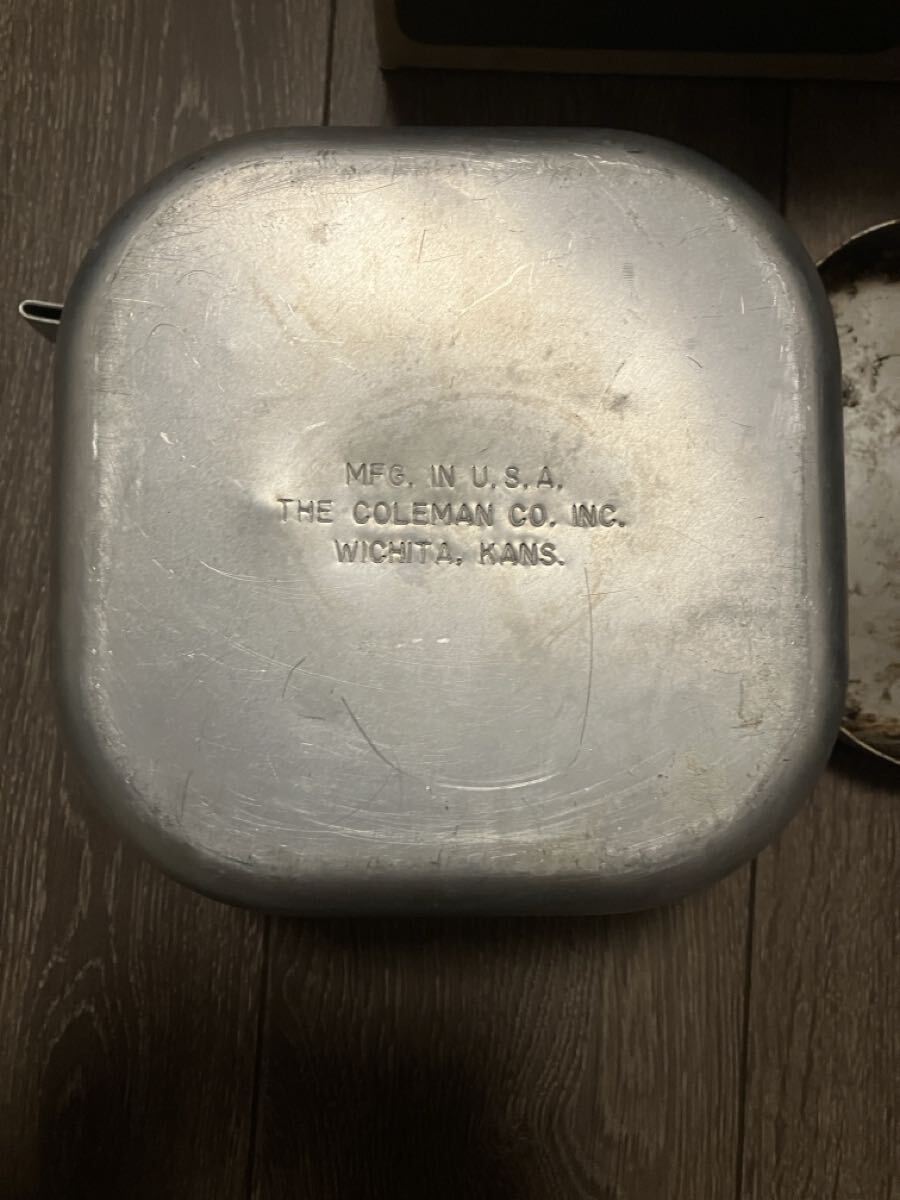 MFG. IN U.S.A.
THE COLEMAN CO. INC.
WICHITA, KANS.